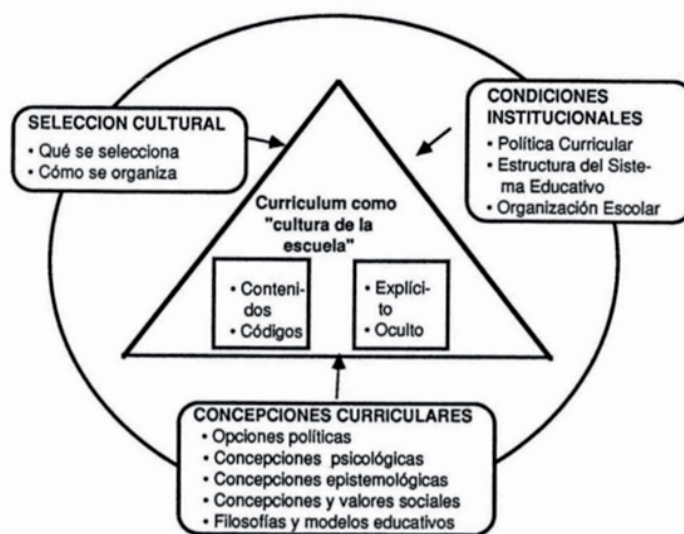 SELECCION CULTURAL
• Qué se selecciona
• Cómo se organiza
CONDICIONES
INSTITUCIONALES
• Política Curricular
• Estructura del Siste-
ma Educativo
• Organización Escolar
Curriculum como
"cultura de la
escuela"
• Conteni-
dos
• Códigos
• Explíci-
to
• Oculto
CONCEPCIONES CURRICULARES
• Opciones políticas
• Concepciones psicológicas
• Concepciones epistemológicas
• Concepciones y valores sociales
• Filosofías y modelos educativos